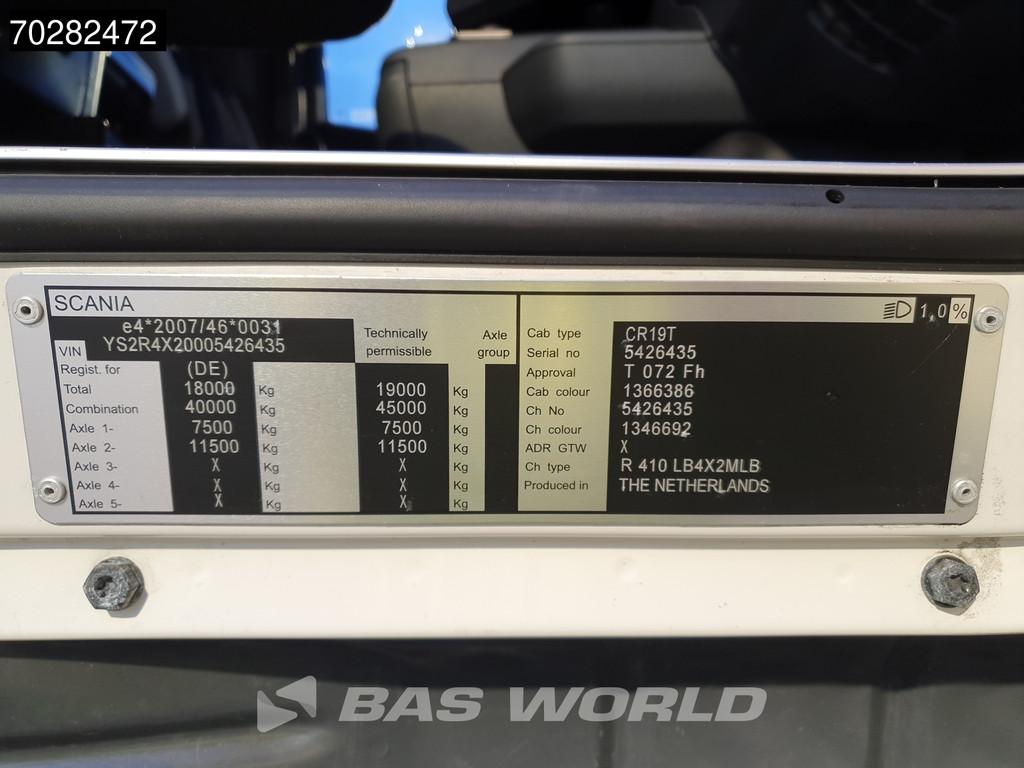 70282472
SCANIA
1,0 %
e4*2007/46*0031
VIN YS2R4X20005426435
Technically permissible
Axle group
Regist. for (DE)
Total 18000 Kg 19000 Kg
Combination 40000 Kg 45000 Kg
Axle 1- 7500 Kg 7500 Kg
Axle 2- 11500 Kg 11500 Kg
Axle 3- X Kg X Kg
Axle 4- X Kg X Kg
Axle 5- X Kg X Kg
Cab type CR19T
Serial no 5426435
Approval T 072 Fh
Cab colour 1366386
Ch No 5426435
Ch colour 1346692
ADR GTW X
Ch type R 410 LB4X2MLB
Produced in THE NETHERLANDS
BAS WORLD